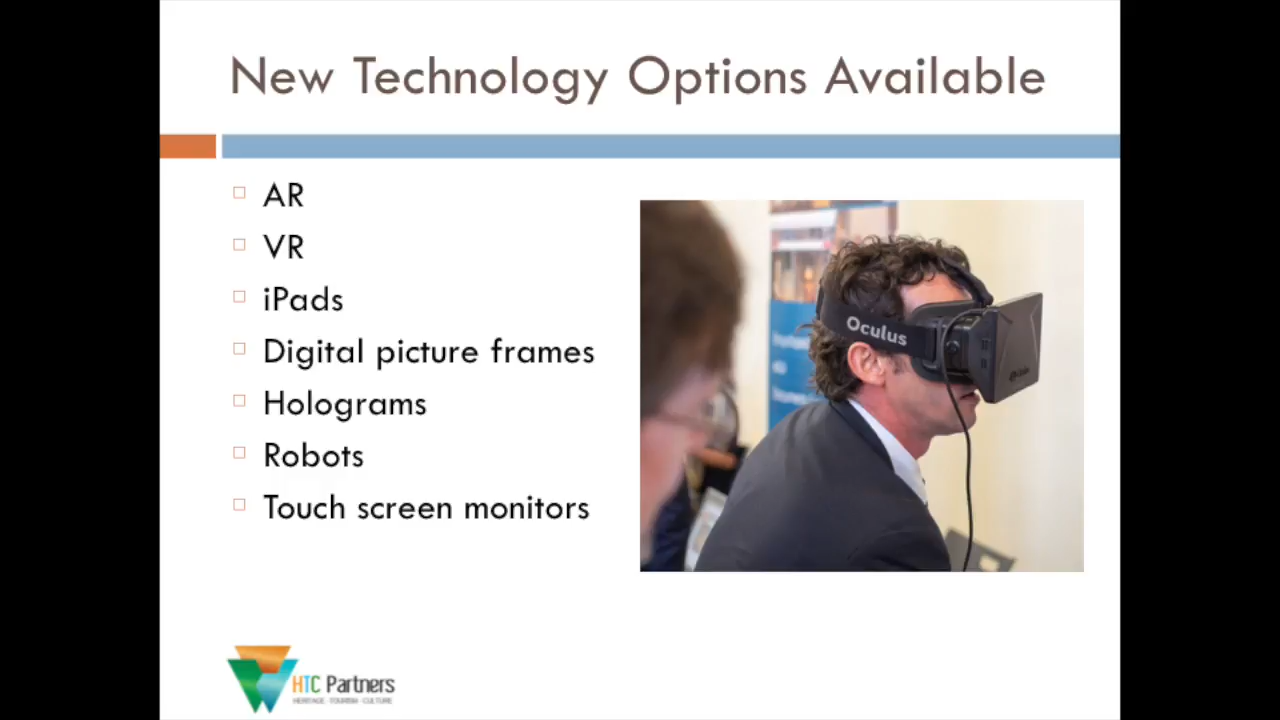 New Technology Options Available
AR
VR
iPads
Digital picture frames
Holograms
Robots
Touch screen monitors
Oculus
HTC Partners
HERITAGE · TOURISM · CULTURE